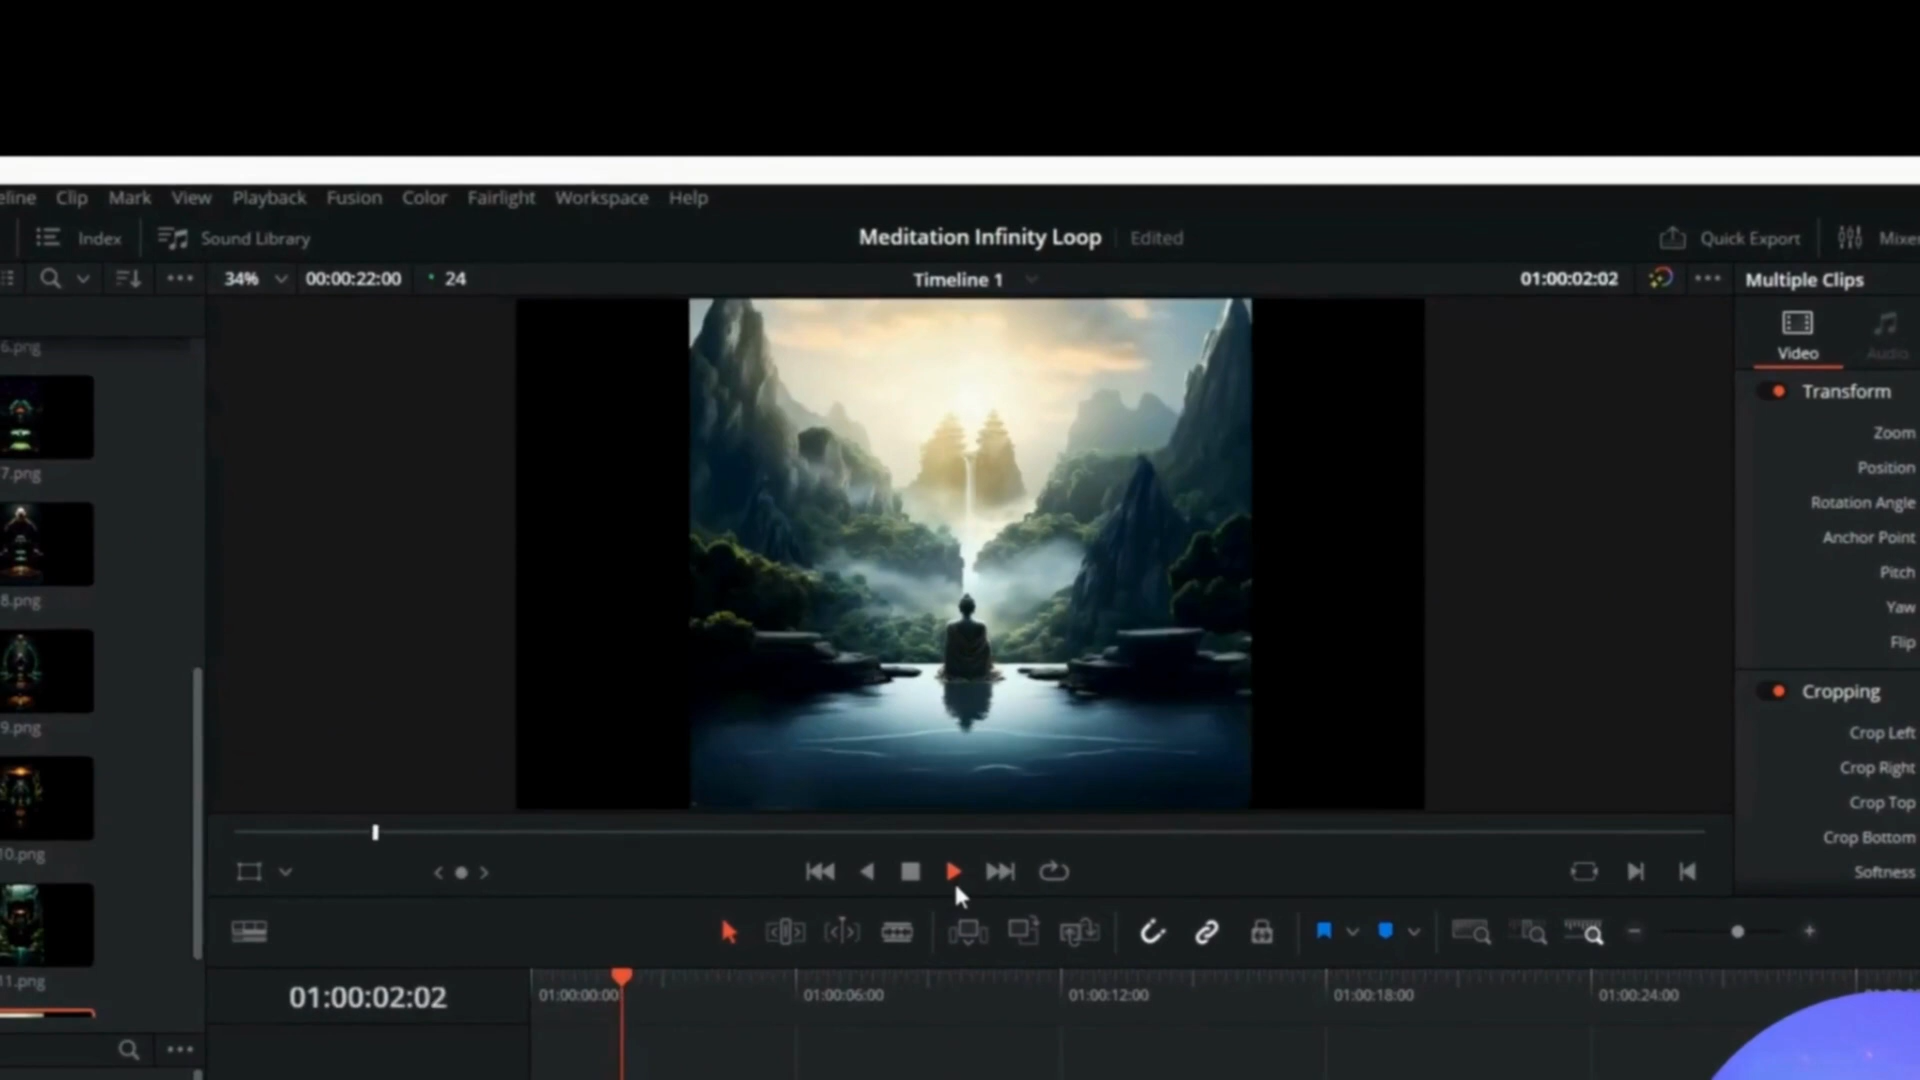 eline Clip Mark View Playback Fusion Color Fairlight Workspace Help
Index Sound Library Meditation Infinity Loop Edited Quick Export Mixer
34% 00:00:22:00 24 Timeline 1 01:00:02:02 Multiple Clips
6.png
Video Audio
Transform
Zoom
Position
7.png
Rotation Angle
Anchor Point
Pitch
8.png
Yaw
Flip
Cropping
9.png
Crop Left
Crop Right
Crop Top
Crop Bottom
10.png
Softness
11.png
01:00:02:02 01:00:00:00 01:00:06:00 01:00:12:00 01:00:18:00 01:00:24:00